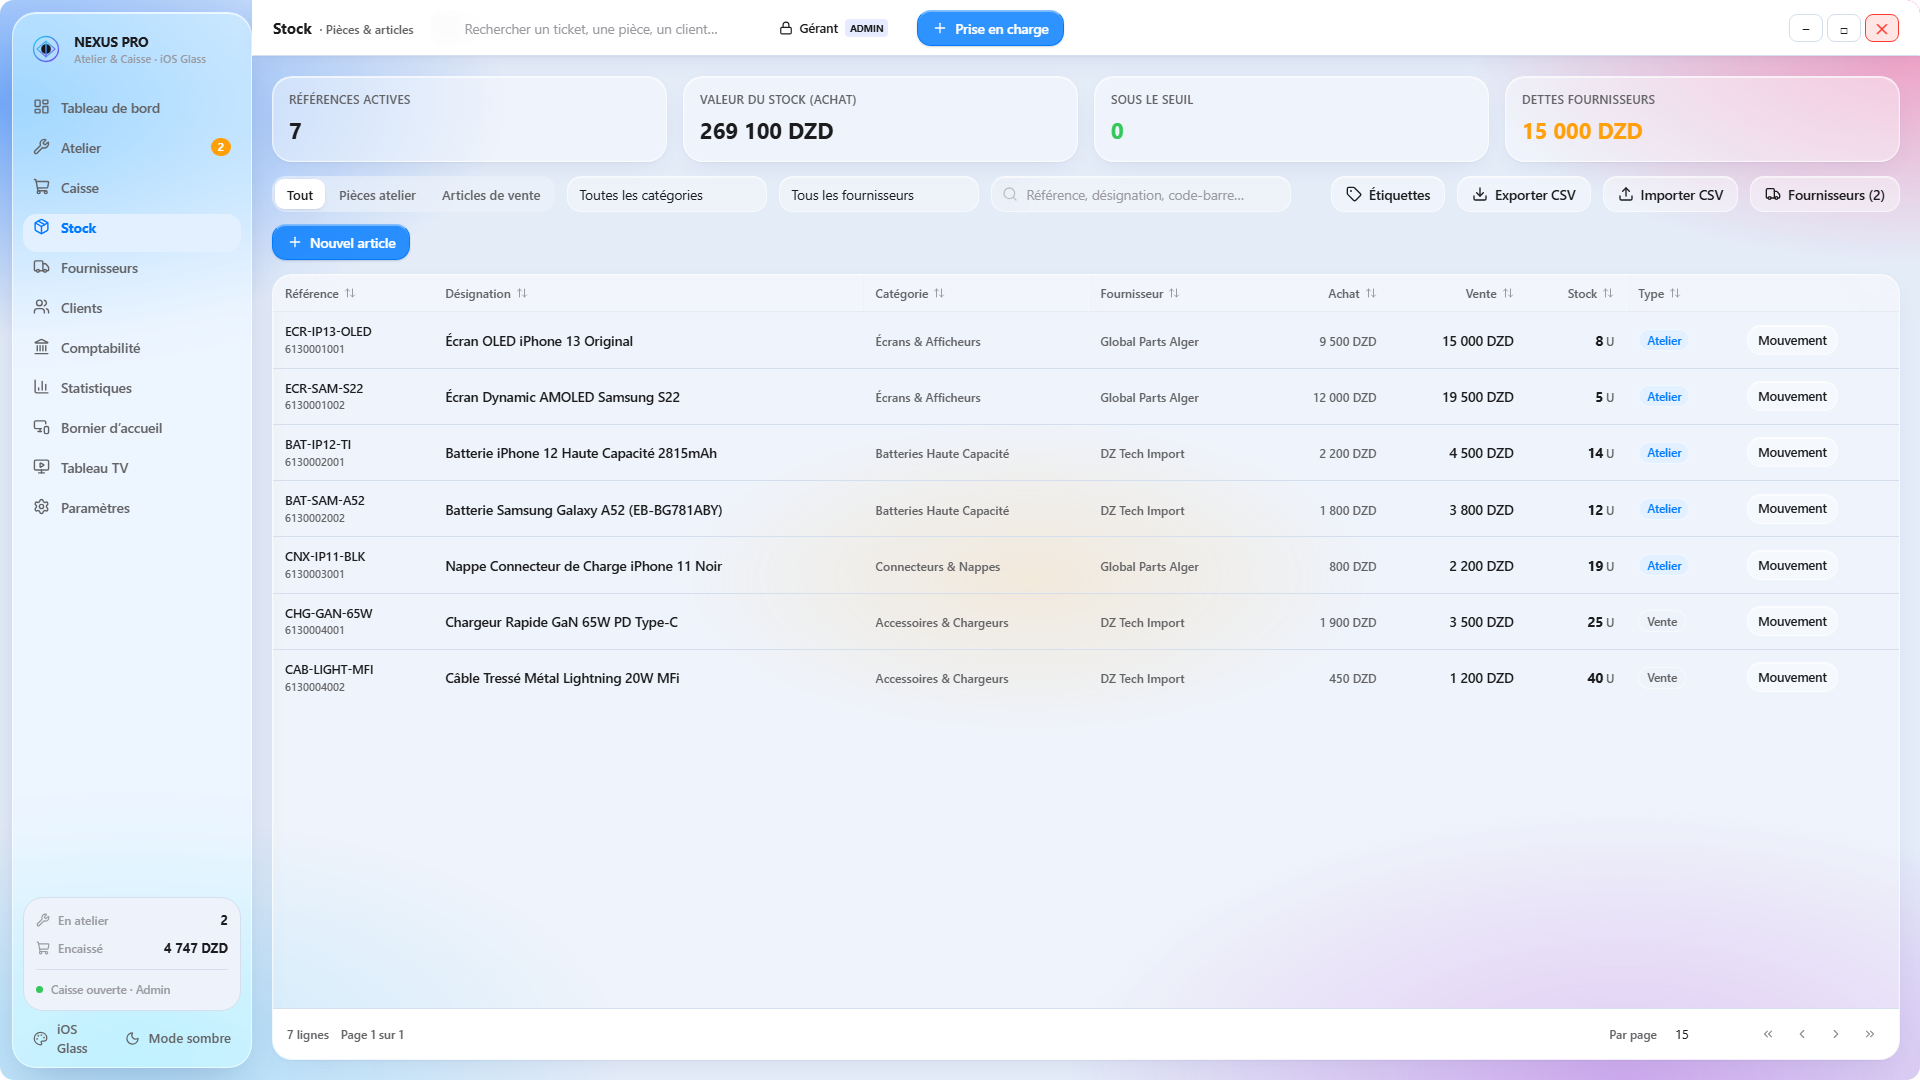 NEXUS PRO
Atelier & Caisse · iOS Glass
Tableau de bord
Atelier 2
Caisse
Stock
Fournisseurs
Clients
Comptabilité
Statistiques
Bornier d’accueil
Tableau TV
Paramètres
En atelier 2
Encaissé 4 747 DZD
Caisse ouverte · Admin
iOS Glass
Mode sombre
Stock · Pièces & articles
Rechercher un ticket, une pièce, un client...
Gérant ADMIN
+ Prise en charge
RÉFÉRENCES ACTIVES
7
VALEUR DU STOCK (ACHAT)
269 100 DZD
SOUS LE SEUIL
0
DETTES FOURNISSEURS
15 000 DZD
Tout Pièces atelier Articles de vente
Toutes les catégories
Tous les fournisseurs
Référence, désignation, code-barre...
Étiquettes
Exporter CSV
Importer CSV
Fournisseurs (2)
+ Nouvel article
Référence Désignation Catégorie Fournisseur Achat Vente Stock Type
ECR-IP13-OLED
6130001001
Écran OLED iPhone 13 Original Écrans & Afficheurs Global Parts Alger 9 500 DZD 15 000 DZD 8 U Atelier Mouvement
ECR-SAM-S22
6130001002
Écran Dynamic AMOLED Samsung S22 Écrans & Afficheurs Global Parts Alger 12 000 DZD 19 500 DZD 5 U Atelier Mouvement
BAT-IP12-TI
6130002001
Batterie iPhone 12 Haute Capacité 2815mAh Batteries Haute Capacité DZ Tech Import 2 200 DZD 4 500 DZD 14 U Atelier Mouvement
BAT-SAM-A52
6130002002
Batterie Samsung Galaxy A52 (EB-BG781ABY) Batteries Haute Capacité DZ Tech Import 1 800 DZD 3 800 DZD 12 U Atelier Mouvement
CNX-IP11-BLK
6130003001
Nappe Connecteur de Charge iPhone 11 Noir Connecteurs & Nappes Global Parts Alger 800 DZD 2 200 DZD 19 U Atelier Mouvement
CHG-GAN-65W
6130004001
Chargeur Rapide GaN 65W PD Type-C Accessoires & Chargeurs DZ Tech Import 1 900 DZD 3 500 DZD 25 U Vente Mouvement
CAB-LIGHT-MFI
6130004002
Câble Tressé Métal Lightning 20W MFi Accessoires & Chargeurs DZ Tech Import 450 DZD 1 200 DZD 40 U Vente Mouvement
7 lignes Page 1 sur 1
Par page 15 « ‹ › »